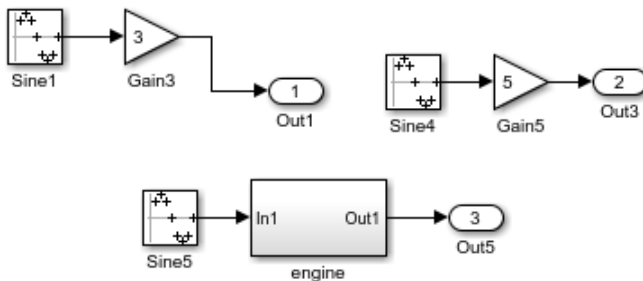 3
Sine1
Gain3
1
Out1
5
Sine4
Gain5
2
Out3
In1
Out1
Sine5
engine
3
Out5